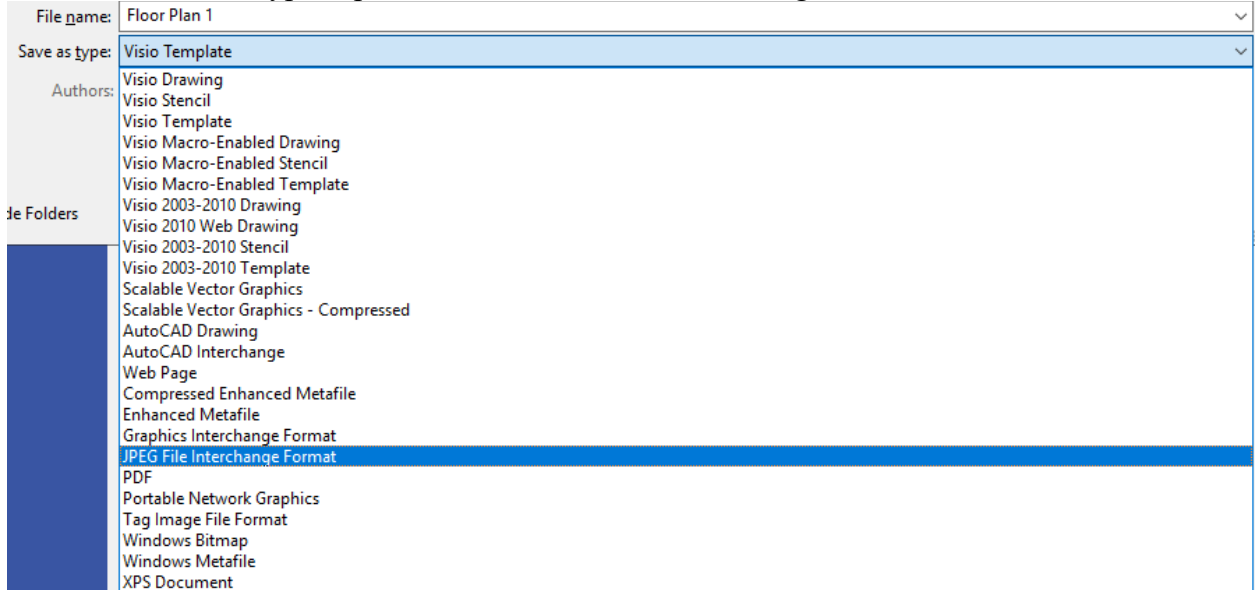 File name: Floor Plan 1
Save as type: Visio Template
Authors:
Visio Drawing
Visio Stencil
Visio Template
Visio Macro-Enabled Drawing
Visio Macro-Enabled Stencil
Visio Macro-Enabled Template
Visio 2003-2010 Drawing
de Folders
Visio 2010 Web Drawing
Visio 2003-2010 Stencil
Visio 2003-2010 Template
Scalable Vector Graphics
Scalable Vector Graphics - Compressed
AutoCAD Drawing
AutoCAD Interchange
Web Page
Compressed Enhanced Metafile
Enhanced Metafile
Graphics Interchange Format
JPEG File Interchange Format
PDF
Portable Network Graphics
Tag Image File Format
Windows Bitmap
Windows Metafile
XPS Document